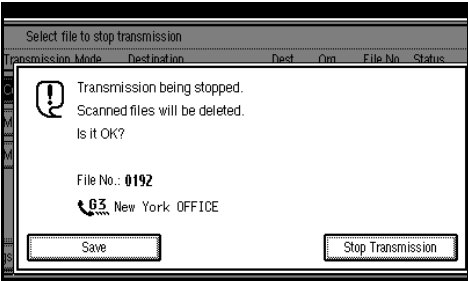 Select file to stop transmission
Transmission Mode Destination Dest. Org. File No. Status
Transmission being stopped.
Scanned files will be deleted.
Is it OK?
File No.: 0192
G3 New York OFFICE
Save Stop Transmission